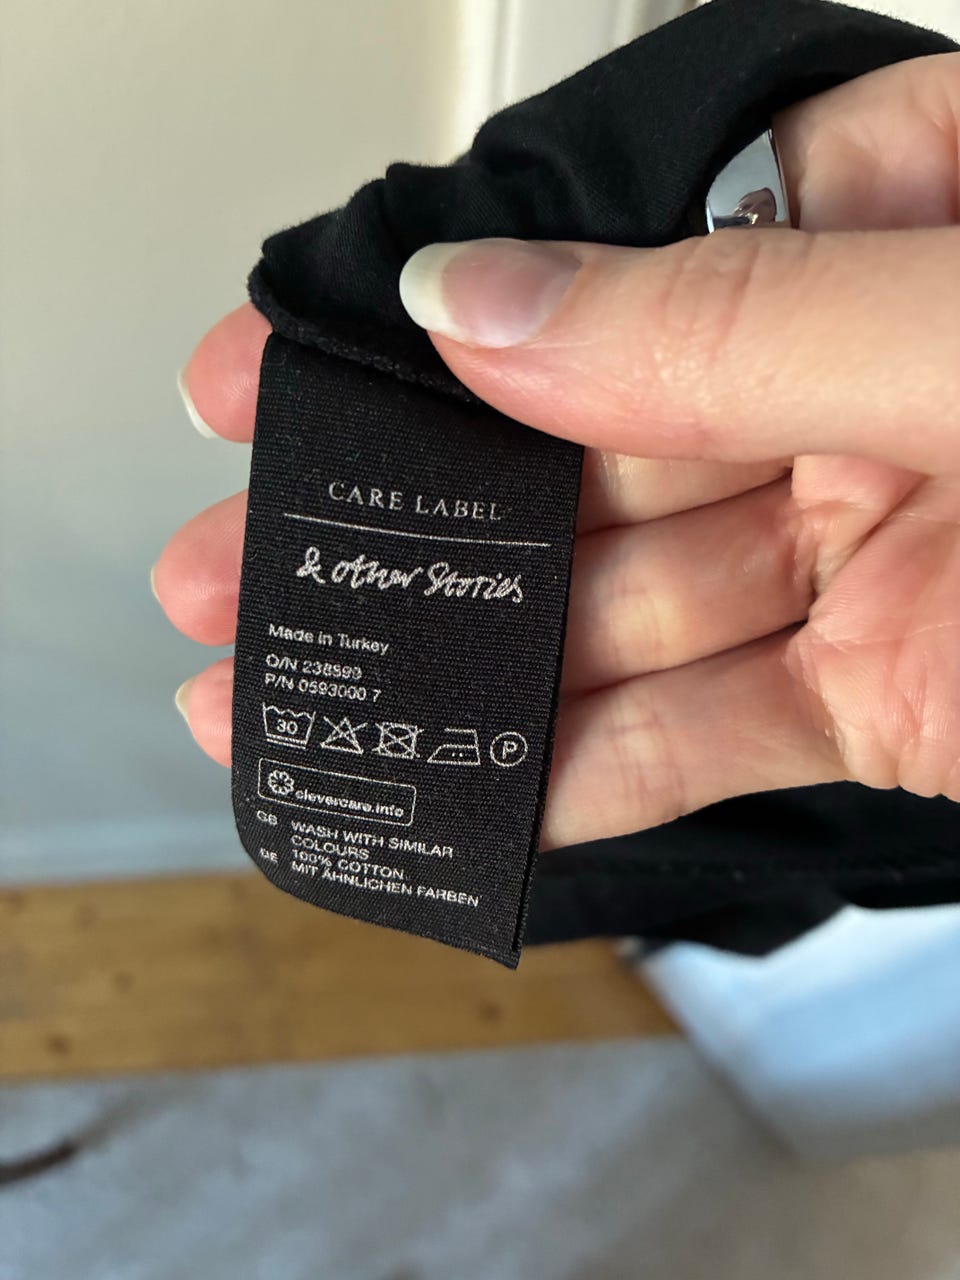 CARE LABEL
& other Stories
Made in Turkey
O/N 238599
P/N 0593000 7
30 P
clevercare.info
GB WASH WITH SIMILAR
COLOURS
100% COTTON
DE MIT ÄHNLICHEN FARBEN